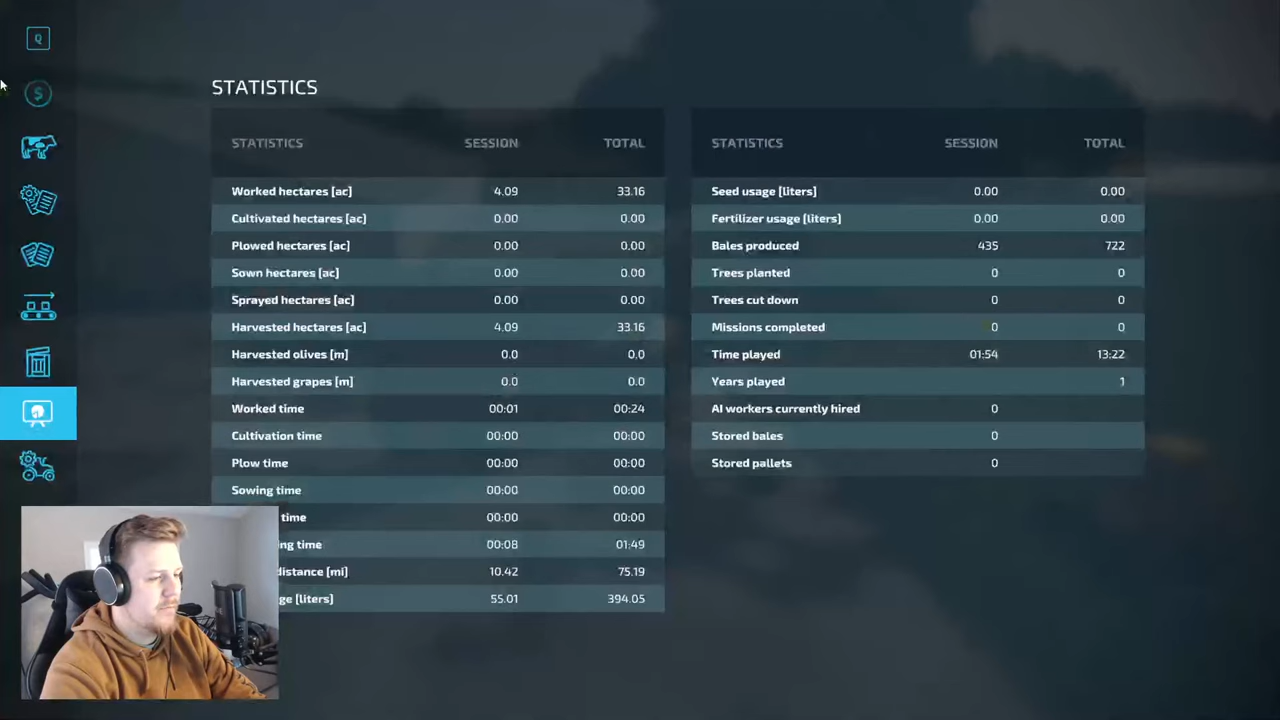 Q
$
STATISTICS
STATISTICS SESSION TOTAL
Worked hectares [ac] 4.09 33.16
Cultivated hectares [ac] 0.00 0.00
Plowed hectares [ac] 0.00 0.00
Sown hectares [ac] 0.00 0.00
Sprayed hectares [ac] 0.00 0.00
Harvested hectares [ac] 4.09 33.16
Harvested olives [m] 0.0 0.0
Harvested grapes [m] 0.0 0.0
Worked time 00:01 00:24
Cultivation time 00:00 00:00
Plow time 00:00 00:00
Sowing time 00:00 00:00
time 00:00 00:00
ng time 00:08 01:49
distance [mi] 10.42 75.19
ge [liters] 55.01 394.05
STATISTICS SESSION TOTAL
Seed usage [liters] 0.00 0.00
Fertilizer usage [liters] 0.00 0.00
Bales produced 435 722
Trees planted 0 0
Trees cut down 0 0
Missions completed 0 0
Time played 01:54 13:22
Years played 1
AI workers currently hired 0
Stored bales 0
Stored pallets 0